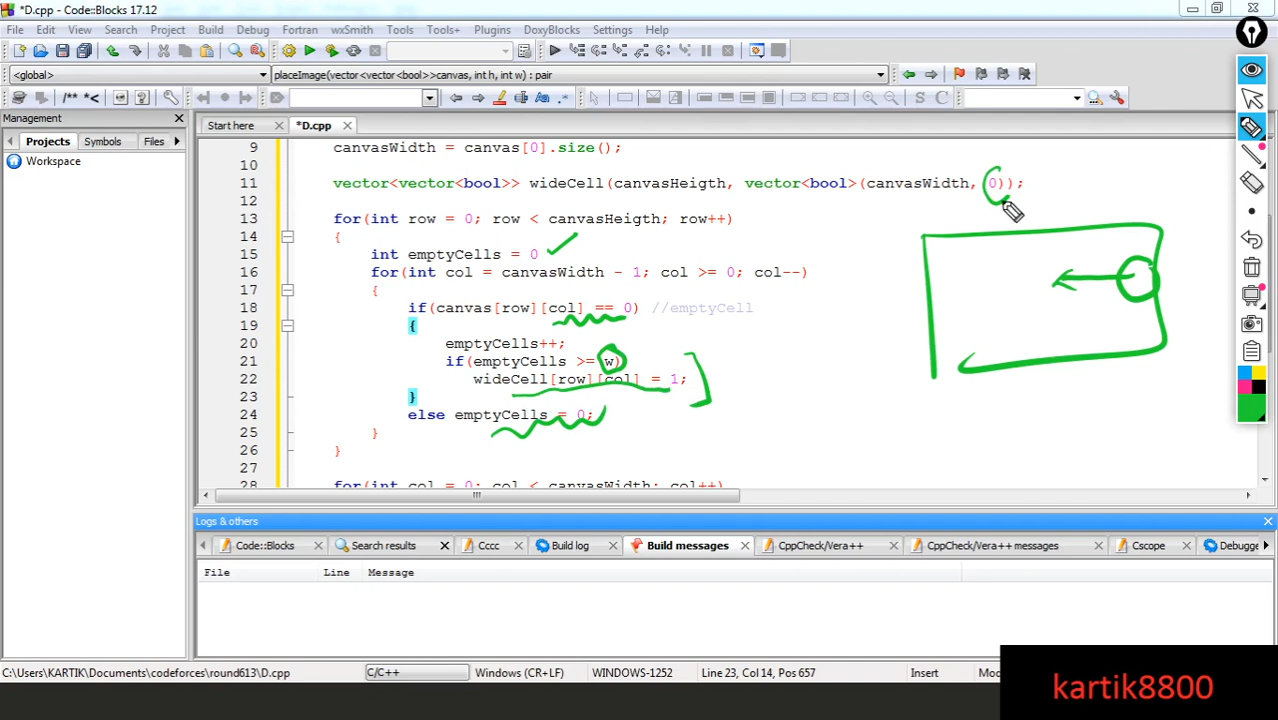 *D.cpp - Code::Blocks 17.12
File Edit View Search Project Build Debug Fortran wxSmith Tools Tools+ Plugins DoxyBlocks Settings Help
<global> placeImage(vector<vector<bool>>canvas, int h, int w) : pair
/** *<
Management
Start here *D.cpp
Projects Symbols Files
Workspace
9 canvasWidth = canvas[0].size();
10
11 vector<vector<bool>> wideCell(canvasHeigth, vector<bool>(canvasWidth, 0));
12
13 for(int row = 0; row < canvasHeigth; row++)
14 {
15 int emptyCells = 0
16 for(int col = canvasWidth - 1; col >= 0; col--)
17 {
18 if(canvas[row][col] == 0) //emptyCell
19 {
20 emptyCells++;
21 if(emptyCells >= w)
22 wideCell[row][col] = 1;
23 }
24 else emptyCells = 0;
25 }
26 }
27
28 for(int col = 0; col < canvasWidth; col++)
Logs & others
Code::Blocks Search results Cccc Build log Build messages CppCheck/Vera++ CppCheck/Vera++ messages Cscope Debugge
File Line Message
C:\Users\KARTIK\Documents\codeforces\round613\D.cpp C/C++ Windows (CR+LF) WINDOWS-1252 Line 23, Col 14, Pos 657 Insert
kartik8800